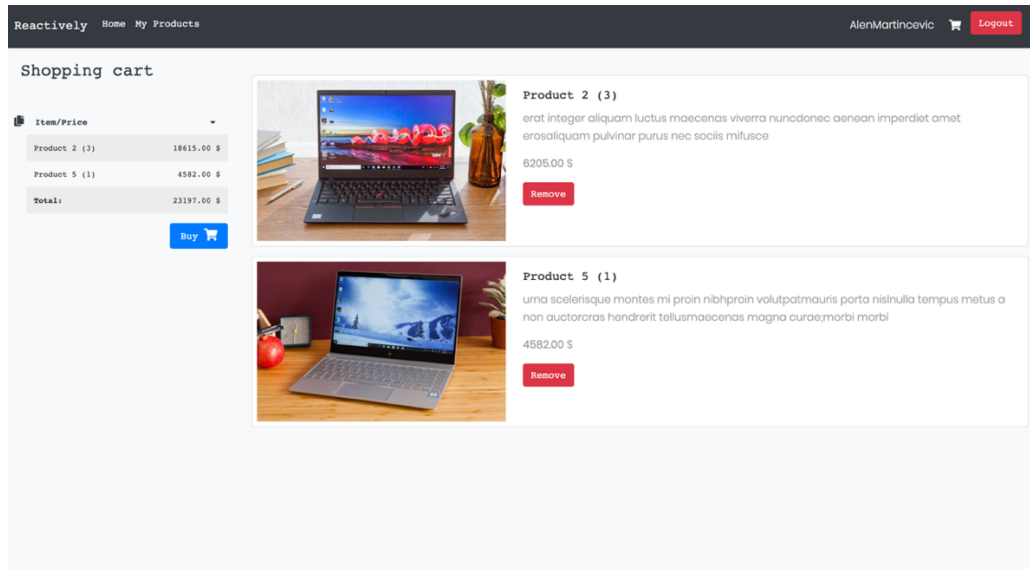 Reactively Home My Products AlenMartincevic Logout
Shopping cart
Item/Price
Product 2 (3) 18615.00 $
Product 5 (1) 4582.00 $
Total: 23197.00 $
Buy
Product 2 (3)
erat integer aliquam luctus maecenas viverra nuncdonec aenean imperdiet amet
erosaliquam pulvinar purus nec sociis mifusce
6205.00 $
Remove
Product 5 (1)
urna scelerisque montes mi proin nibhproin volutpatmauris porta nislnulla tempus metus a
non auctorcras hendrerit tellusmaecenas magna curae;morbi morbi
4582.00 $
Remove